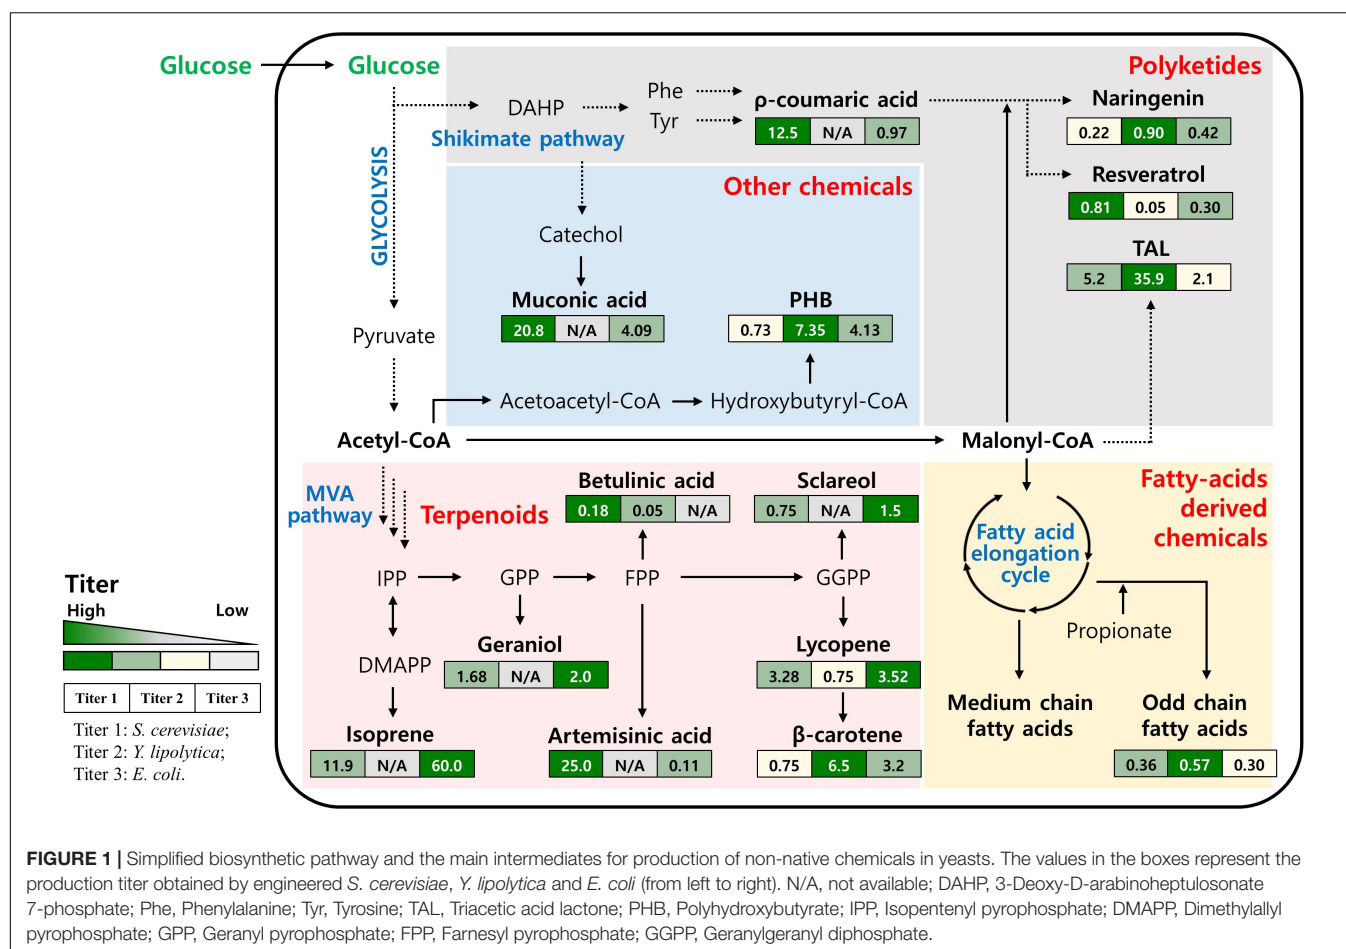 Glucose
Glucose
Polyketides
Phe
Tyr
DAHP
Shikimate pathway
ρ-coumaric acid
12.5 N/A 0.97
Naringenin
0.22 0.90 0.42
Resveratrol
0.81 0.05 0.30
TAL
5.2 35.9 2.1
GLYCOLYSIS
Other chemicals
Catechol
Muconic acid
20.8 N/A 4.09
PHB
0.73 7.35 4.13
Pyruvate
Acetoacetyl-CoA
Hydroxybutyryl-CoA
Acetyl-CoA
Malonyl-CoA
MVA
pathway
Terpenoids
Betulinic acid
0.18 0.05 N/A
Sclareol
0.75 N/A 1.5
IPP
GPP
FPP
GGPP
Geraniol
1.68 N/A 2.0
Lycopene
3.28 0.75 3.52
DMAPP
Isoprene
11.9 N/A 60.0
Artemisinic acid
25.0 N/A 0.11
β-carotene
0.75 6.5 3.2
Fatty-acids
derived
chemicals
Fatty acid
elongation
cycle
Propionate
Medium chain
fatty acids
Odd chain
fatty acids
0.36 0.57 0.30
Titer
High Low
Titer 1 Titer 2 Titer 3
Titer 1: S. cerevisiae;
Titer 2: Y. lipolytica;
Titer 3: E. coli.
FIGURE 1 | Simplified biosynthetic pathway and the main intermediates for production of non-native chemicals in yeasts. The values in the boxes represent the
production titer obtained by engineered S. cerevisiae, Y. lipolytica and E. coli (from left to right). N/A, not available; DAHP, 3-Deoxy-D-arabinoheptulosonate
7-phosphate; Phe, Phenylalanine; Tyr, Tyrosine; TAL, Triacetic acid lactone; PHB, Polyhydroxybutyrate; IPP, Isopentenyl pyrophosphate; DMAPP, Dimethylallyl
pyrophosphate; GPP, Geranyl pyrophosphate; FPP, Farnesyl pyrophosphate; GGPP, Geranylgeranyl diphosphate.